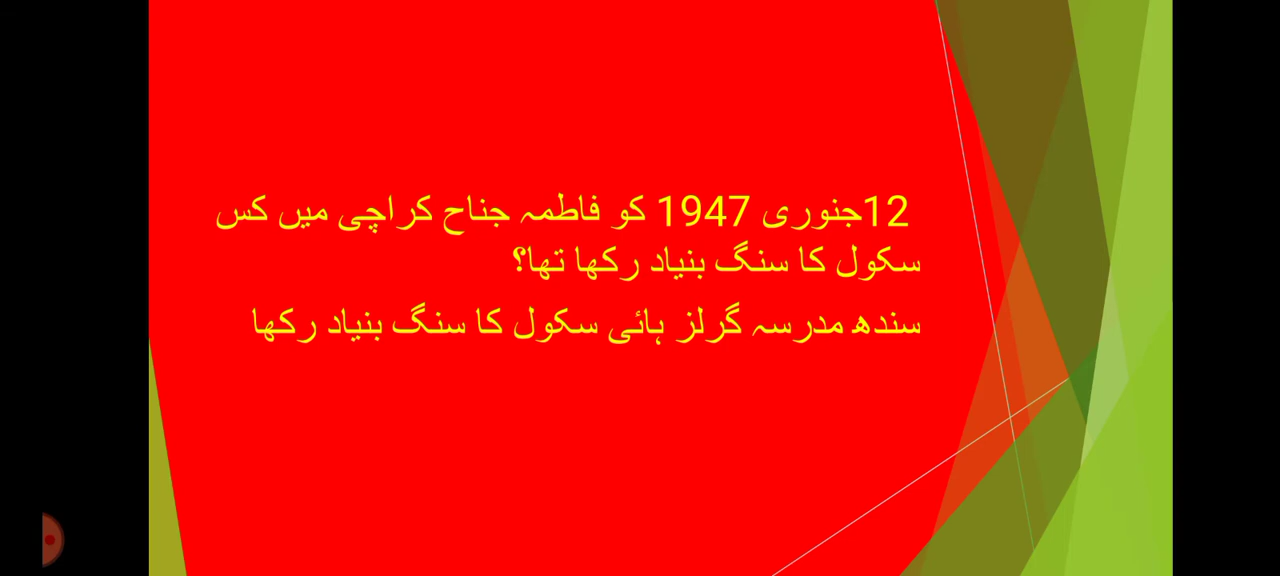 12جنوری 1947 کو فاطمہ جناح کراچی میں کس
سکول کا سنگ بنیاد رکھا تھا؟
سندھ مدرسہ گرلز ہائی سکول کا سنگ بنیاد رکھا